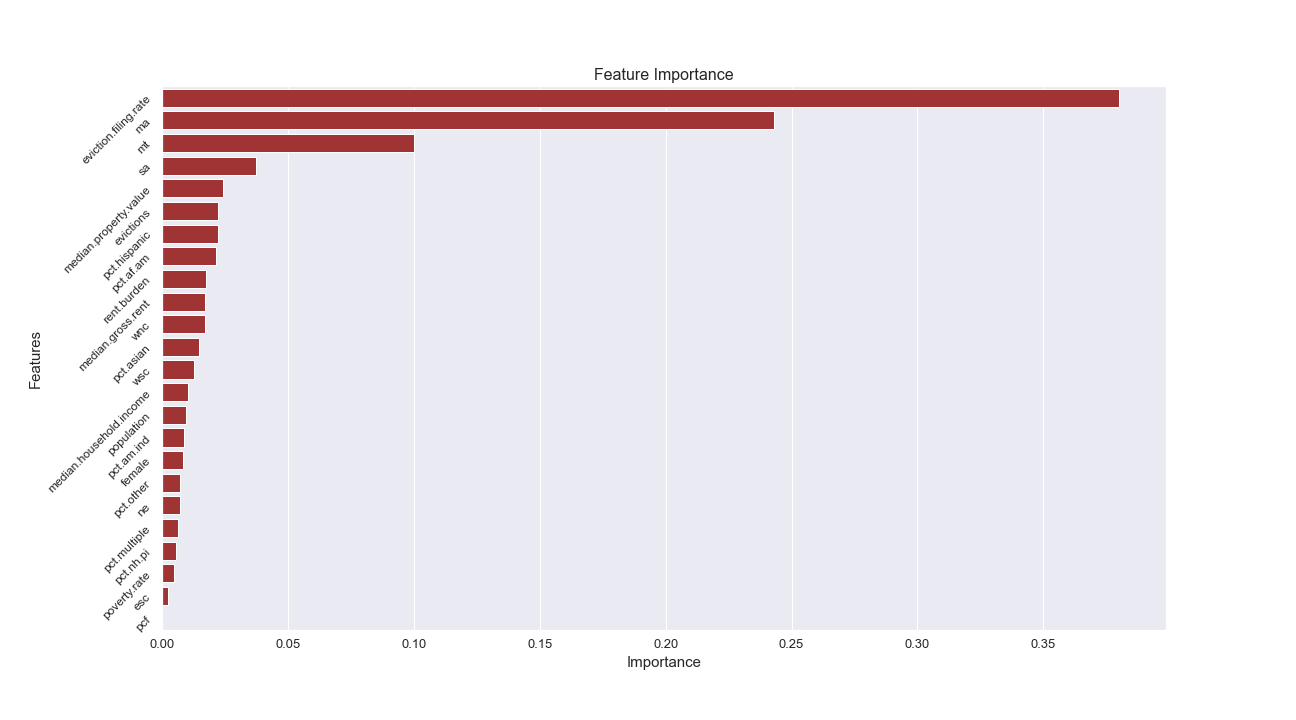 Feature Importance
eviction.filing.rate
ma
mt
sa
median.property.value
evictions
pct.hispanic
pct.af.am
rent.burden
median.gross.rent
wnc
pct.asian
wsc
median.household.income
population
pct.am.ind
female
pct.other
ne
pct.multiple
pct.nh.pi
poverty.rate
esc
pcf
Features
0.00 0.05 0.10 0.15 0.20 0.25 0.30 0.35
Importance